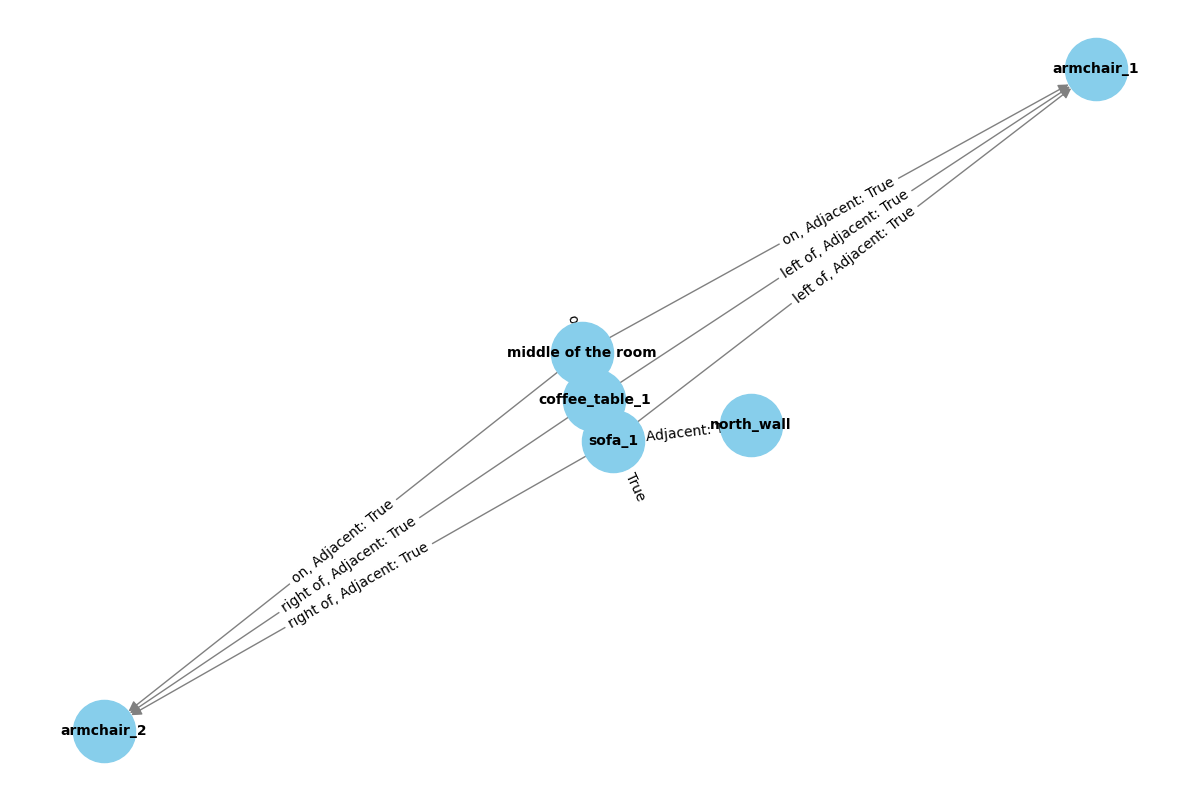 armchair_1
on, Adjacent: True
left of, Adjacent: True
left of, Adjacent: True
middle of the room
coffee_table_1
sofa_1
Adjacent:
north_wall
True
on, Adjacent: True
right of, Adjacent: True
right of, Adjacent: True
armchair_2